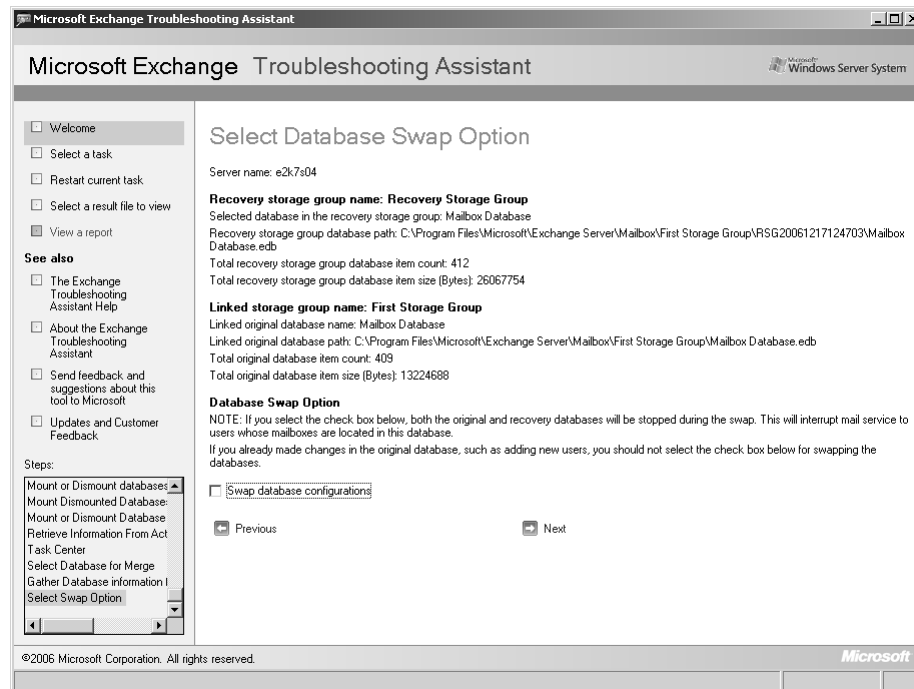 Microsoft Exchange Troubleshooting Assistant
Microsoft Exchange Troubleshooting Assistant
Microsoft Windows Server System
Welcome
Select a task
Restart current task
Select a result file to view
View a report
See also
The Exchange
Troubleshooting
Assistant Help
About the Exchange
Troubleshooting
Assistant
Send feedback and
suggestions about this
tool to Microsoft
Updates and Customer
Feedback
Steps:
Mount or Dismount databases
Mount Dismounted Database
Mount or Dismount Database
Retrieve Information From Act
Task Center
Select Database for Merge
Gather Database information
Select Swap Option
Select Database Swap Option
Server name: e2k7s04
Recovery storage group name: Recovery Storage Group
Selected database in the recovery storage group: Mailbox Database
Recovery storage group database path: C:\Program Files\Microsoft\Exchange Server\Mailbox\First Storage Group\RSG20061217124703\Mailbox
Database.edb
Total recovery storage group database item count: 412
Total recovery storage group database item size (Bytes): 26067754
Linked storage group name: First Storage Group
Linked original database name: Mailbox Database
Linked original database path: C:\Program Files\Microsoft\Exchange Server\Mailbox\First Storage Group\Mailbox Database.edb
Total original database item count: 409
Total original database item size (Bytes): 13224688
Database Swap Option
NOTE: If you select the check box below, both the original and recovery databases will be stopped during the swap. This will interrupt mail service to
users whose mailboxes are located in this database.
If you already made changes in the original database, such as adding new users, you should not select the check box below for swapping the
databases.
Swap database configurations
Previous
Next
©2006 Microsoft Corporation. All rights reserved.
Microsoft